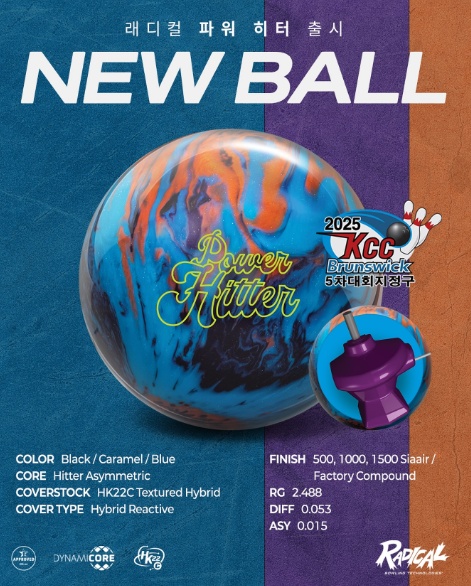 래디컬 파워 히터 출시
NEW BALL
Power
Hitter
2025
KCC
Brunswick
5차대회지정구
COLOR Black / Caramel / Blue
CORE Hitter Asymmetric
COVERSTOCK HK22C Textured Hybrid
COVER TYPE Hybrid Reactive
FINISH 500, 1000, 1500 Siaair /
Factory Compound
RG 2.488
DIFF 0.053
ASY 0.015
APPROVED
DYNAMICORE
HK22
RADICAL
BOWLING TECHNOLOGIES